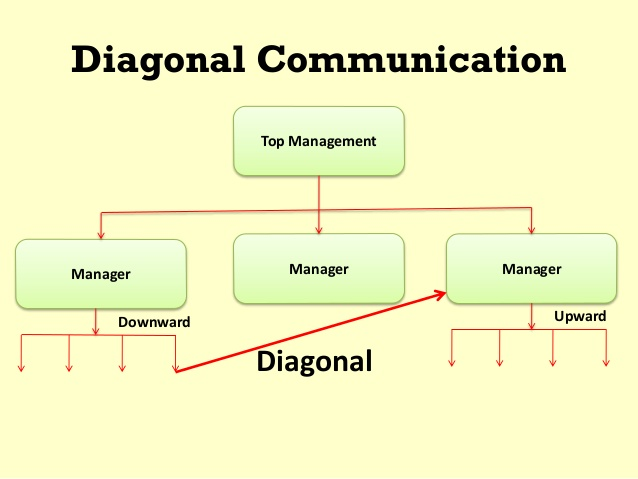 Diagonal Communication
Top Management
Manager
Manager
Manager
Downward
Upward
Diagonal